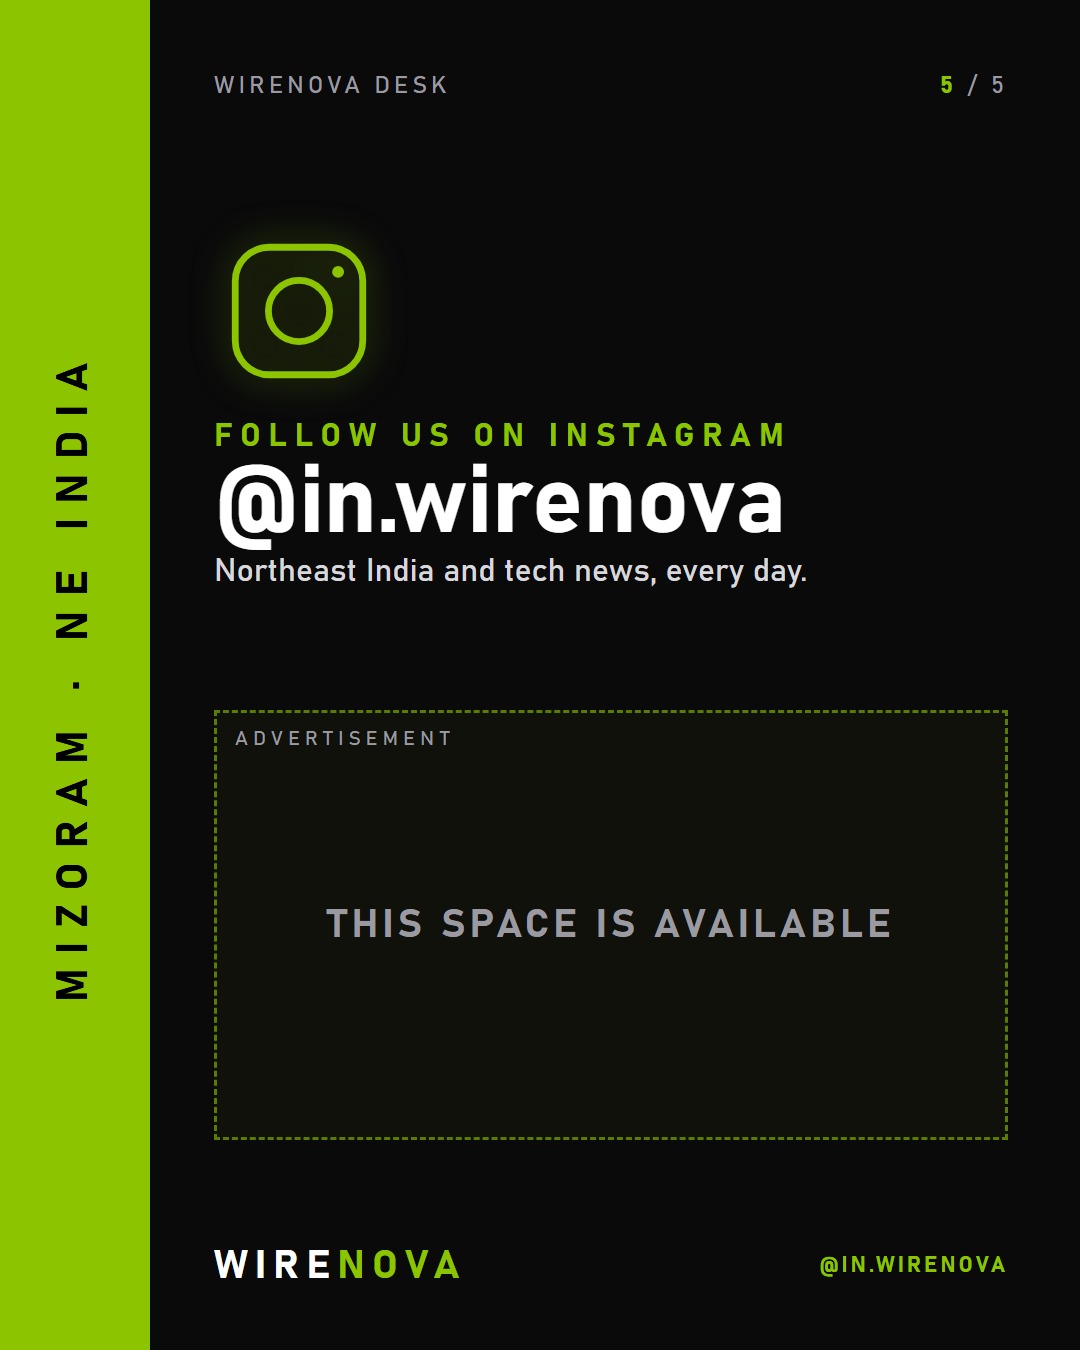 WIRENOVA DESK
5 / 5
MIZORAM · NE INDIA
FOLLOW US ON INSTAGRAM
@in.wirenova
Northeast India and tech news, every day.
ADVERTISEMENT
THIS SPACE IS AVAILABLE
WIRENOVA
@IN.WIRENOVA